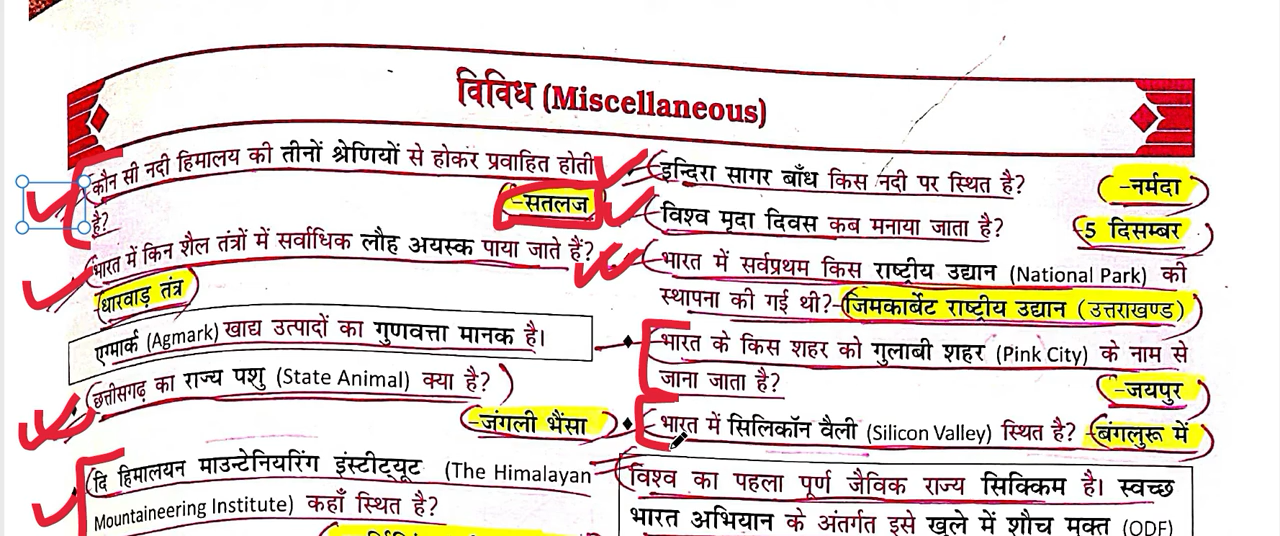 विविध (Miscellaneous)
कौन सी नदी हिमालय की तीनों श्रेणियों से होकर प्रवाहित होती
है? -सतलज
भारत में किन शैल तंत्रों में सर्वाधिक लौह अयस्क पाया जाते हैं?
-धारवाड़ तंत्र
एग्मार्क (Agmark) खाद्य उत्पादों का गुणवत्ता मानक है।
छत्तीसगढ़ का राज्य पशु (State Animal) क्या है?
-जंगली भैंसा
दि हिमालयन माउन्टेनियरिंग इंस्टीट्यूट (The Himalayan
Mountaineering Institute) कहाँ स्थित है?
इन्दिरा सागर बाँध किस नदी पर स्थित है? -नर्मदा
विश्व मृदा दिवस कब मनाया जाता है? -5 दिसम्बर
भारत में सर्वप्रथम किस राष्ट्रीय उद्यान (National Park) की
स्थापना की गई थी?-जिमकार्बेट राष्ट्रीय उद्यान (उत्तराखण्ड)
भारत के किस शहर को गुलाबी शहर (Pink City) के नाम से
जाना जाता है? -जयपुर
भारत में सिलिकॉन वैली (Silicon Valley) स्थित है? -बंगलुरू में
विश्व का पहला पूर्ण जैविक राज्य सिक्किम है। स्वच्छ
भारत अभियान के अंतर्गत इसे खुले में शौच मुक्त (ODF)